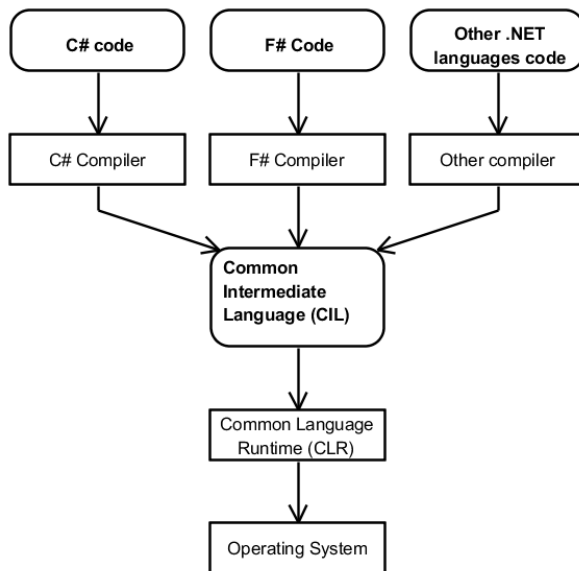 C# code
F# Code
Other .NET
languages code
C# Compiler
F# Compiler
Other compiler
Common
Intermediate
Language (CIL)
Common Language
Runtime (CLR)
Operating System